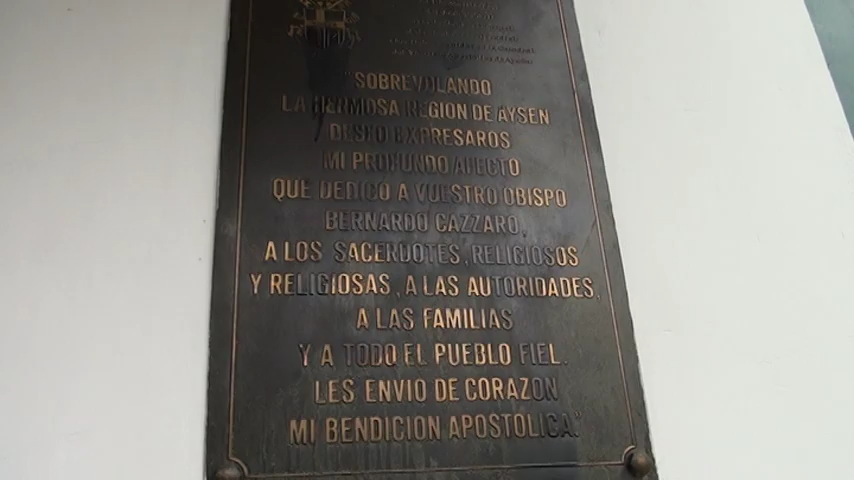 "SOBREVOLANDO
LA HERMOSA REGION DE AYSEN
DESEO EXPRESAROS
MI PROFUNDO AFECTO
QUE DEDICO A VUESTRO OBISPO
BERNARDO CAZZARO,
A LOS SACERDOTES, RELIGIOSOS
Y RELIGIOSAS, A LAS AUTORIDADES,
A LAS FAMILIAS
Y A TODO EL PUEBLO FIEL.
LES ENVIO DE CORAZON
MI BENDICION APOSTOLICA."